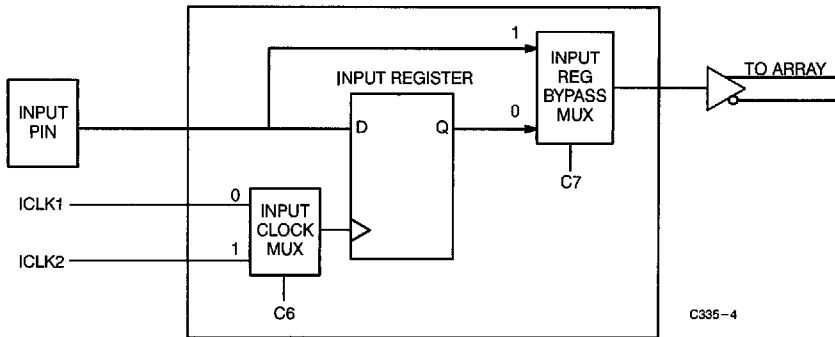 1
INPUT
REG
BYPASS
MUX
TO ARRAY
INPUT REGISTER
INPUT
PIN
D
Q
0
C7
ICLK1
0
INPUT
CLOCK
MUX
ICLK2
1
C6
C335-4